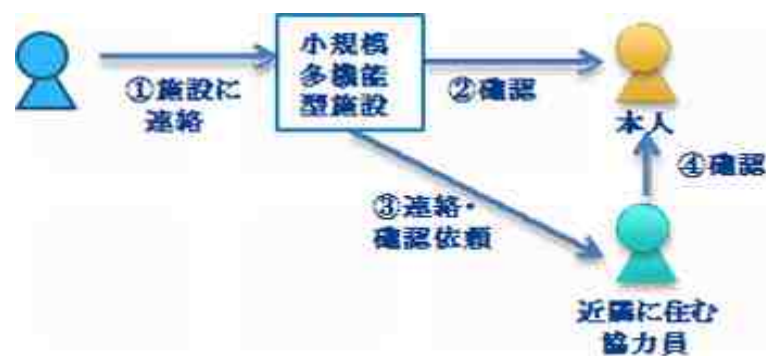 ①施設に
連絡
小規模
多機能
型施設
②確認
本人
③連絡・
確認依頼
④確認
近隣に住む
協力員